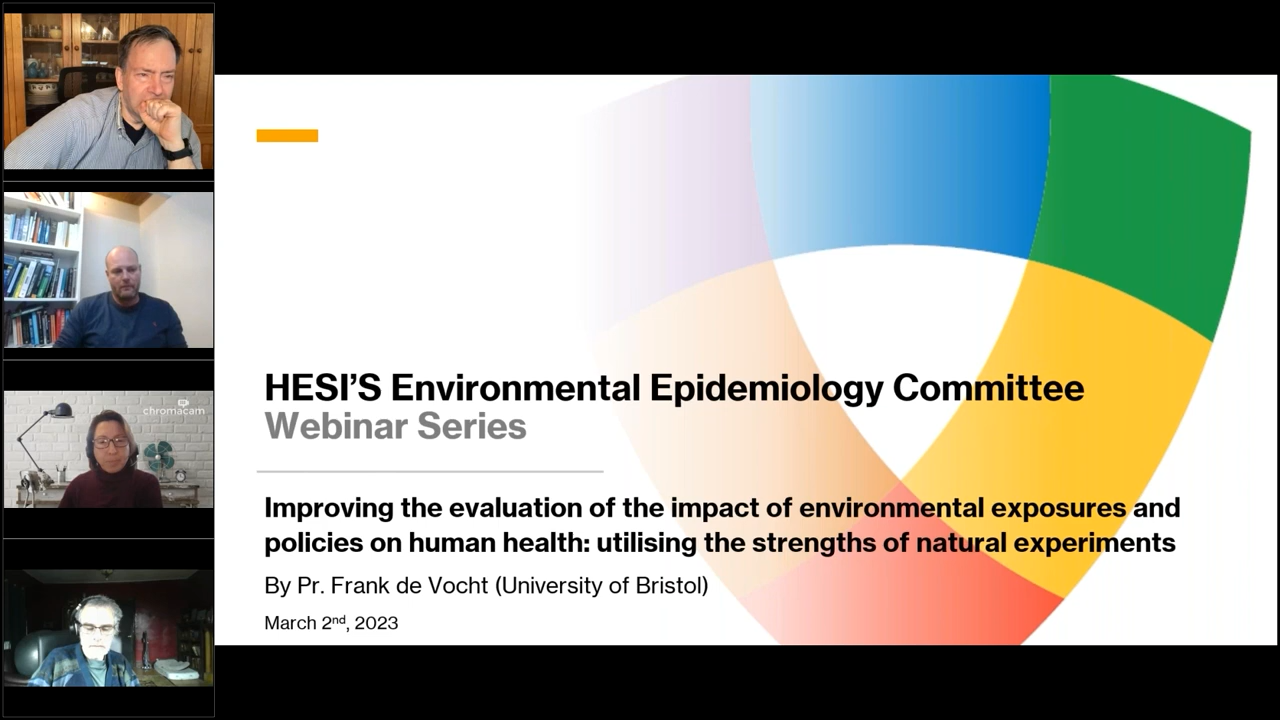 chromacam
HESI’S Environmental Epidemiology Committee
Webinar Series
Improving the evaluation of the impact of environmental exposures and
policies on human health: utilising the strengths of natural experiments
By Pr. Frank de Vocht (University of Bristol)
March 2nd, 2023